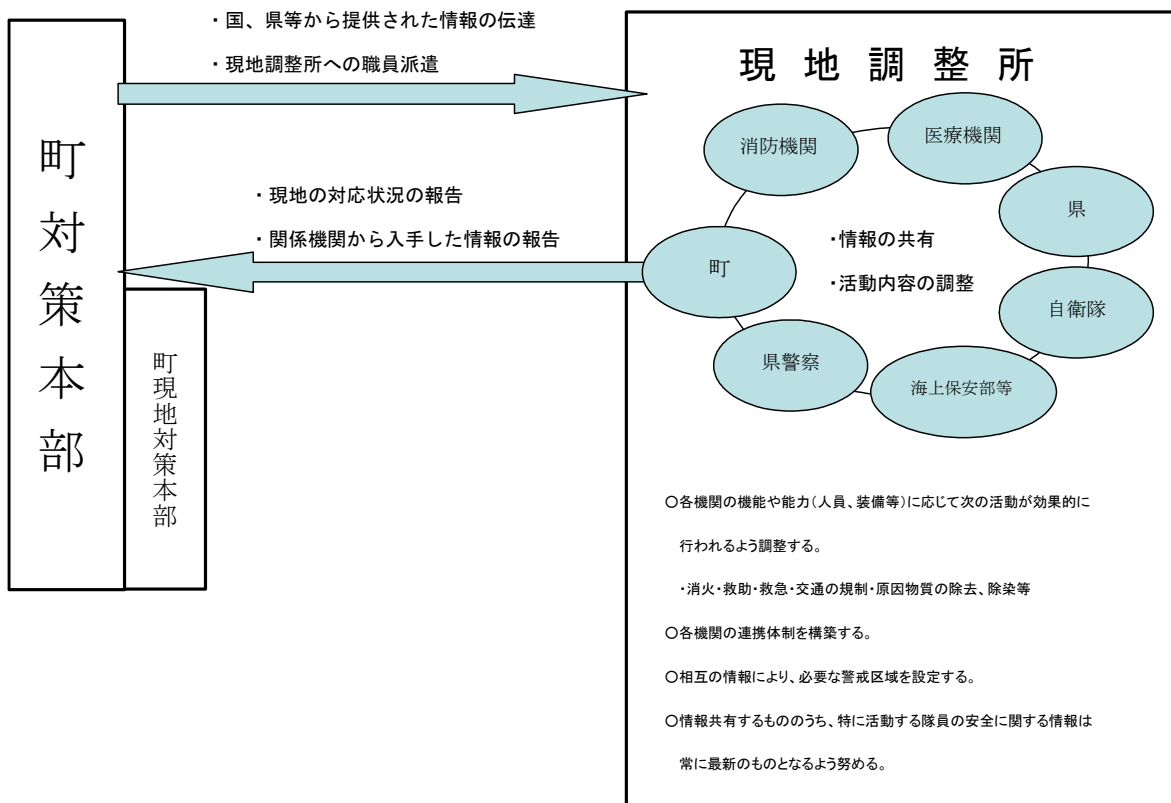 ・国、県等から提供された情報の伝達
・現地調整所への職員派遣
町対策本部
町現地対策本部
・現地の対応状況の報告
・関係機関から入手した情報の報告
現地調整所
消防機関
医療機関
県
自衛隊
海上保安部等
県警察
町
・情報の共有
・活動内容の調整
○各機関の機能や能力(人員、装備等)に応じて次の活動が効果的に
行われるよう調整する。
・消火・救助・救急・交通の規制・原因物質の除去、除染等
○各機関の連携体制を構築する。
○相互の情報により、必要な警戒区域を設定する。
○情報共有するもののうち、特に活動する隊員の安全に関する情報は
常に最新のものとなるよう努める。